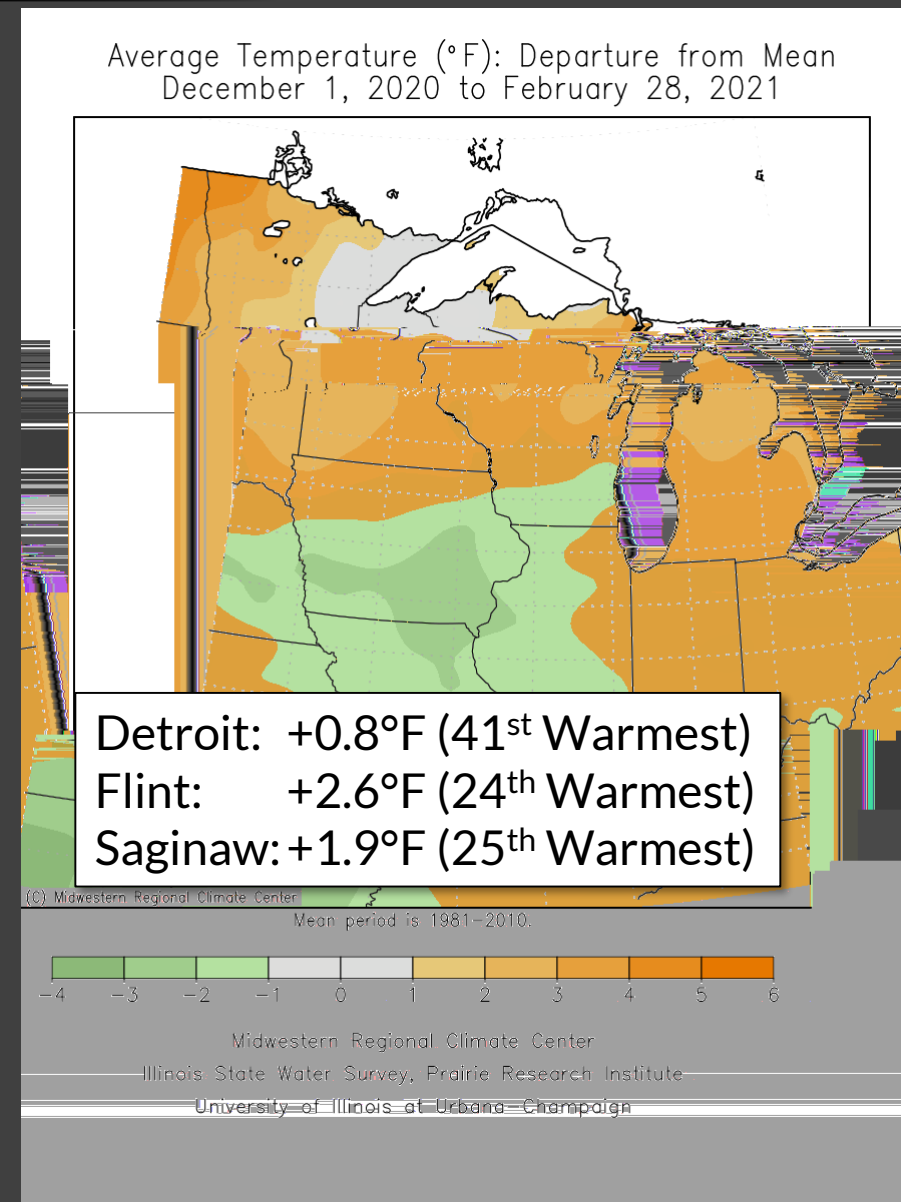 Average Temperature (°F): Departure from Mean
December 1, 2020 to February 28, 2021
Detroit: +0.8°F (41st Warmest)
Flint: +2.6°F (24th Warmest)
Saginaw: +1.9°F (25th Warmest)
(C) Midwestern Regional Climate Center
Mean period is 1981-2010.
-4 -3 -2 -1 0 1 2 3 4 5 6
Midwestern Regional Climate Center
Illinois State Water Survey, Prairie Research Institute
University of Illinois at Urbana-Champaign